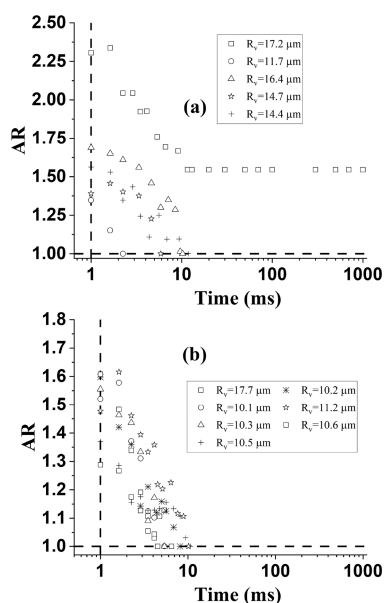 2.50
2.25
2.00
1.75
1.50
1.25
1.00
AR
(a)
Rᵥ=17.2 μm
Rᵥ=11.7 μm
Rᵥ=16.4 μm
Rᵥ=14.7 μm
Rᵥ=14.4 μm
1 10 100 1000
Time (ms)
1.8
1.7
1.6
1.5
1.4
1.3
1.2
1.1
1.0
AR
(b)
Rᵥ=17.7 μm Rᵥ=10.2 μm
Rᵥ=10.1 μm Rᵥ=11.2 μm
Rᵥ=10.3 μm Rᵥ=10.6 μm
Rᵥ=10.5 μm
1 10 100 1000
Time (ms)